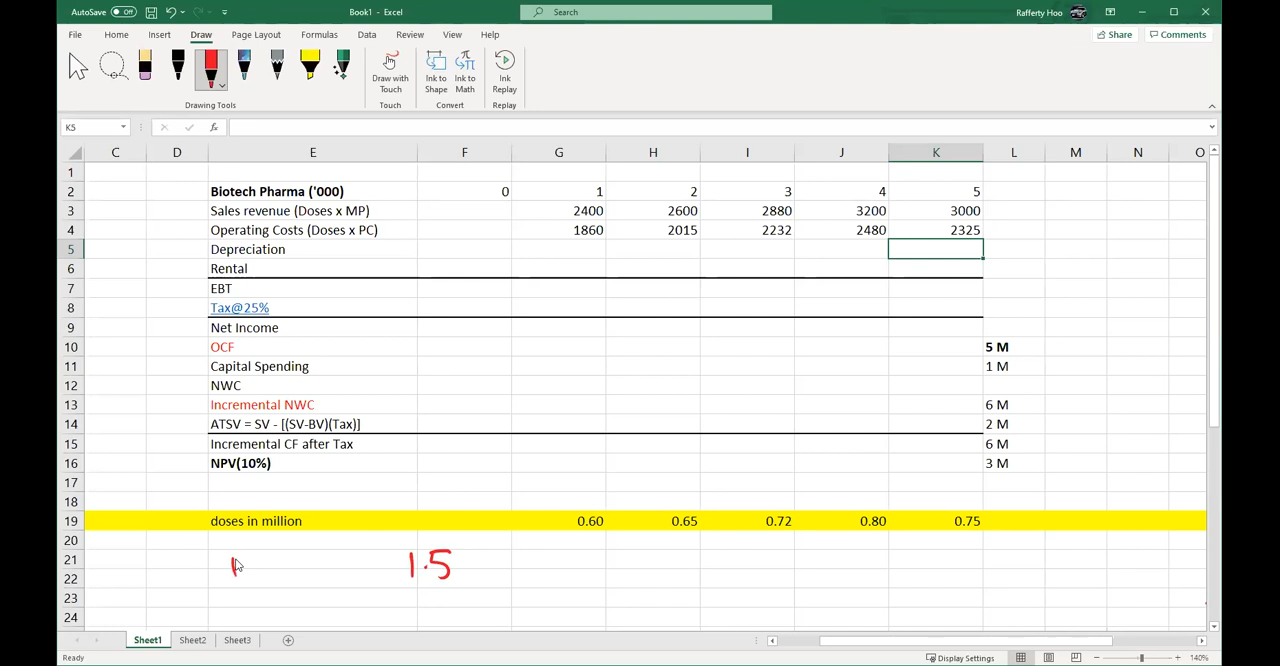 AutoSave Off Book1 - Excel Search Rafferty Hoo
File Home Insert Draw Page Layout Formulas Data Review View Help Share Comments
Draw with Touch Ink to Shape Ink to Math Ink Replay
Drawing Tools Touch Convert Replay
K5 fx
C D E F G H I J K L M N O
1
2 Biotech Pharma ('000) 0 1 2 3 4 5
3 Sales revenue (Doses x MP) 2400 2600 2880 3200 3000
4 Operating Costs (Doses x PC) 1860 2015 2232 2480 2325
5 Depreciation
6 Rental
7 EBT
8 Tax@25%
9 Net Income
10 OCF 5 M
11 Capital Spending 1 M
12 NWC
13 Incremental NWC 6 M
14 ATSV = SV - [(SV-BV)(Tax)] 2 M
15 Incremental CF after Tax 6 M
16 NPV(10%) 3 M
17
18
19 doses in million 0.60 0.65 0.72 0.80 0.75
20
21 1.5
22
23
24
Sheet1 Sheet2 Sheet3
Ready Display Settings 140%